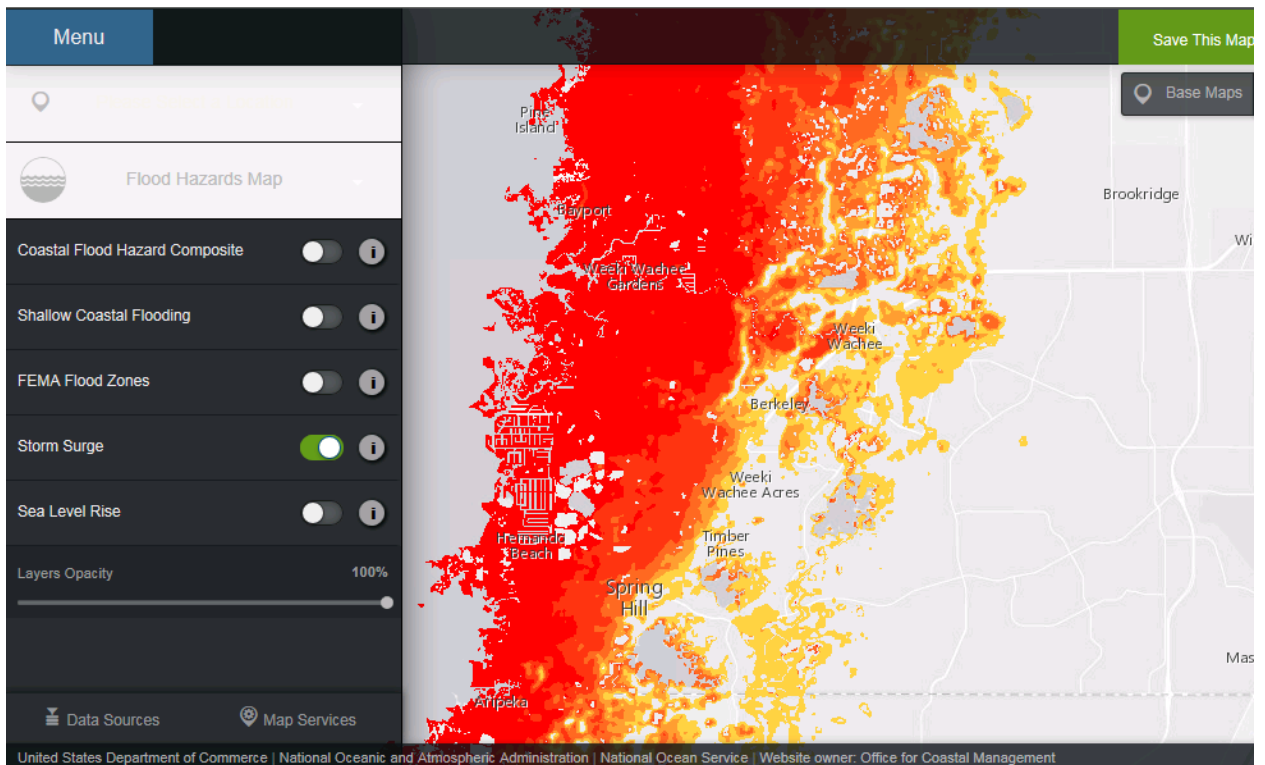 Menu
Save This Map
Base Maps
Flood Hazards Map
Coastal Flood Hazard Composite
Shallow Coastal Flooding
FEMA Flood Zones
Storm Surge
Sea Level Rise
Layers Opacity 100%
Data Sources
Map Services
Pine
Island
Brookridge
Bayport
Wi
Weeki Wachee
Gardens
Weeki
Wachee
Berkeley
Weeki
Wachee Acres
Hernando
Beach
Timber
Pines
Spring
Hill
Mas
Aripeka
United States Department of Commerce | National Oceanic and Atmospheric Administration | National Ocean Service | Website owner: Office for Coastal Management